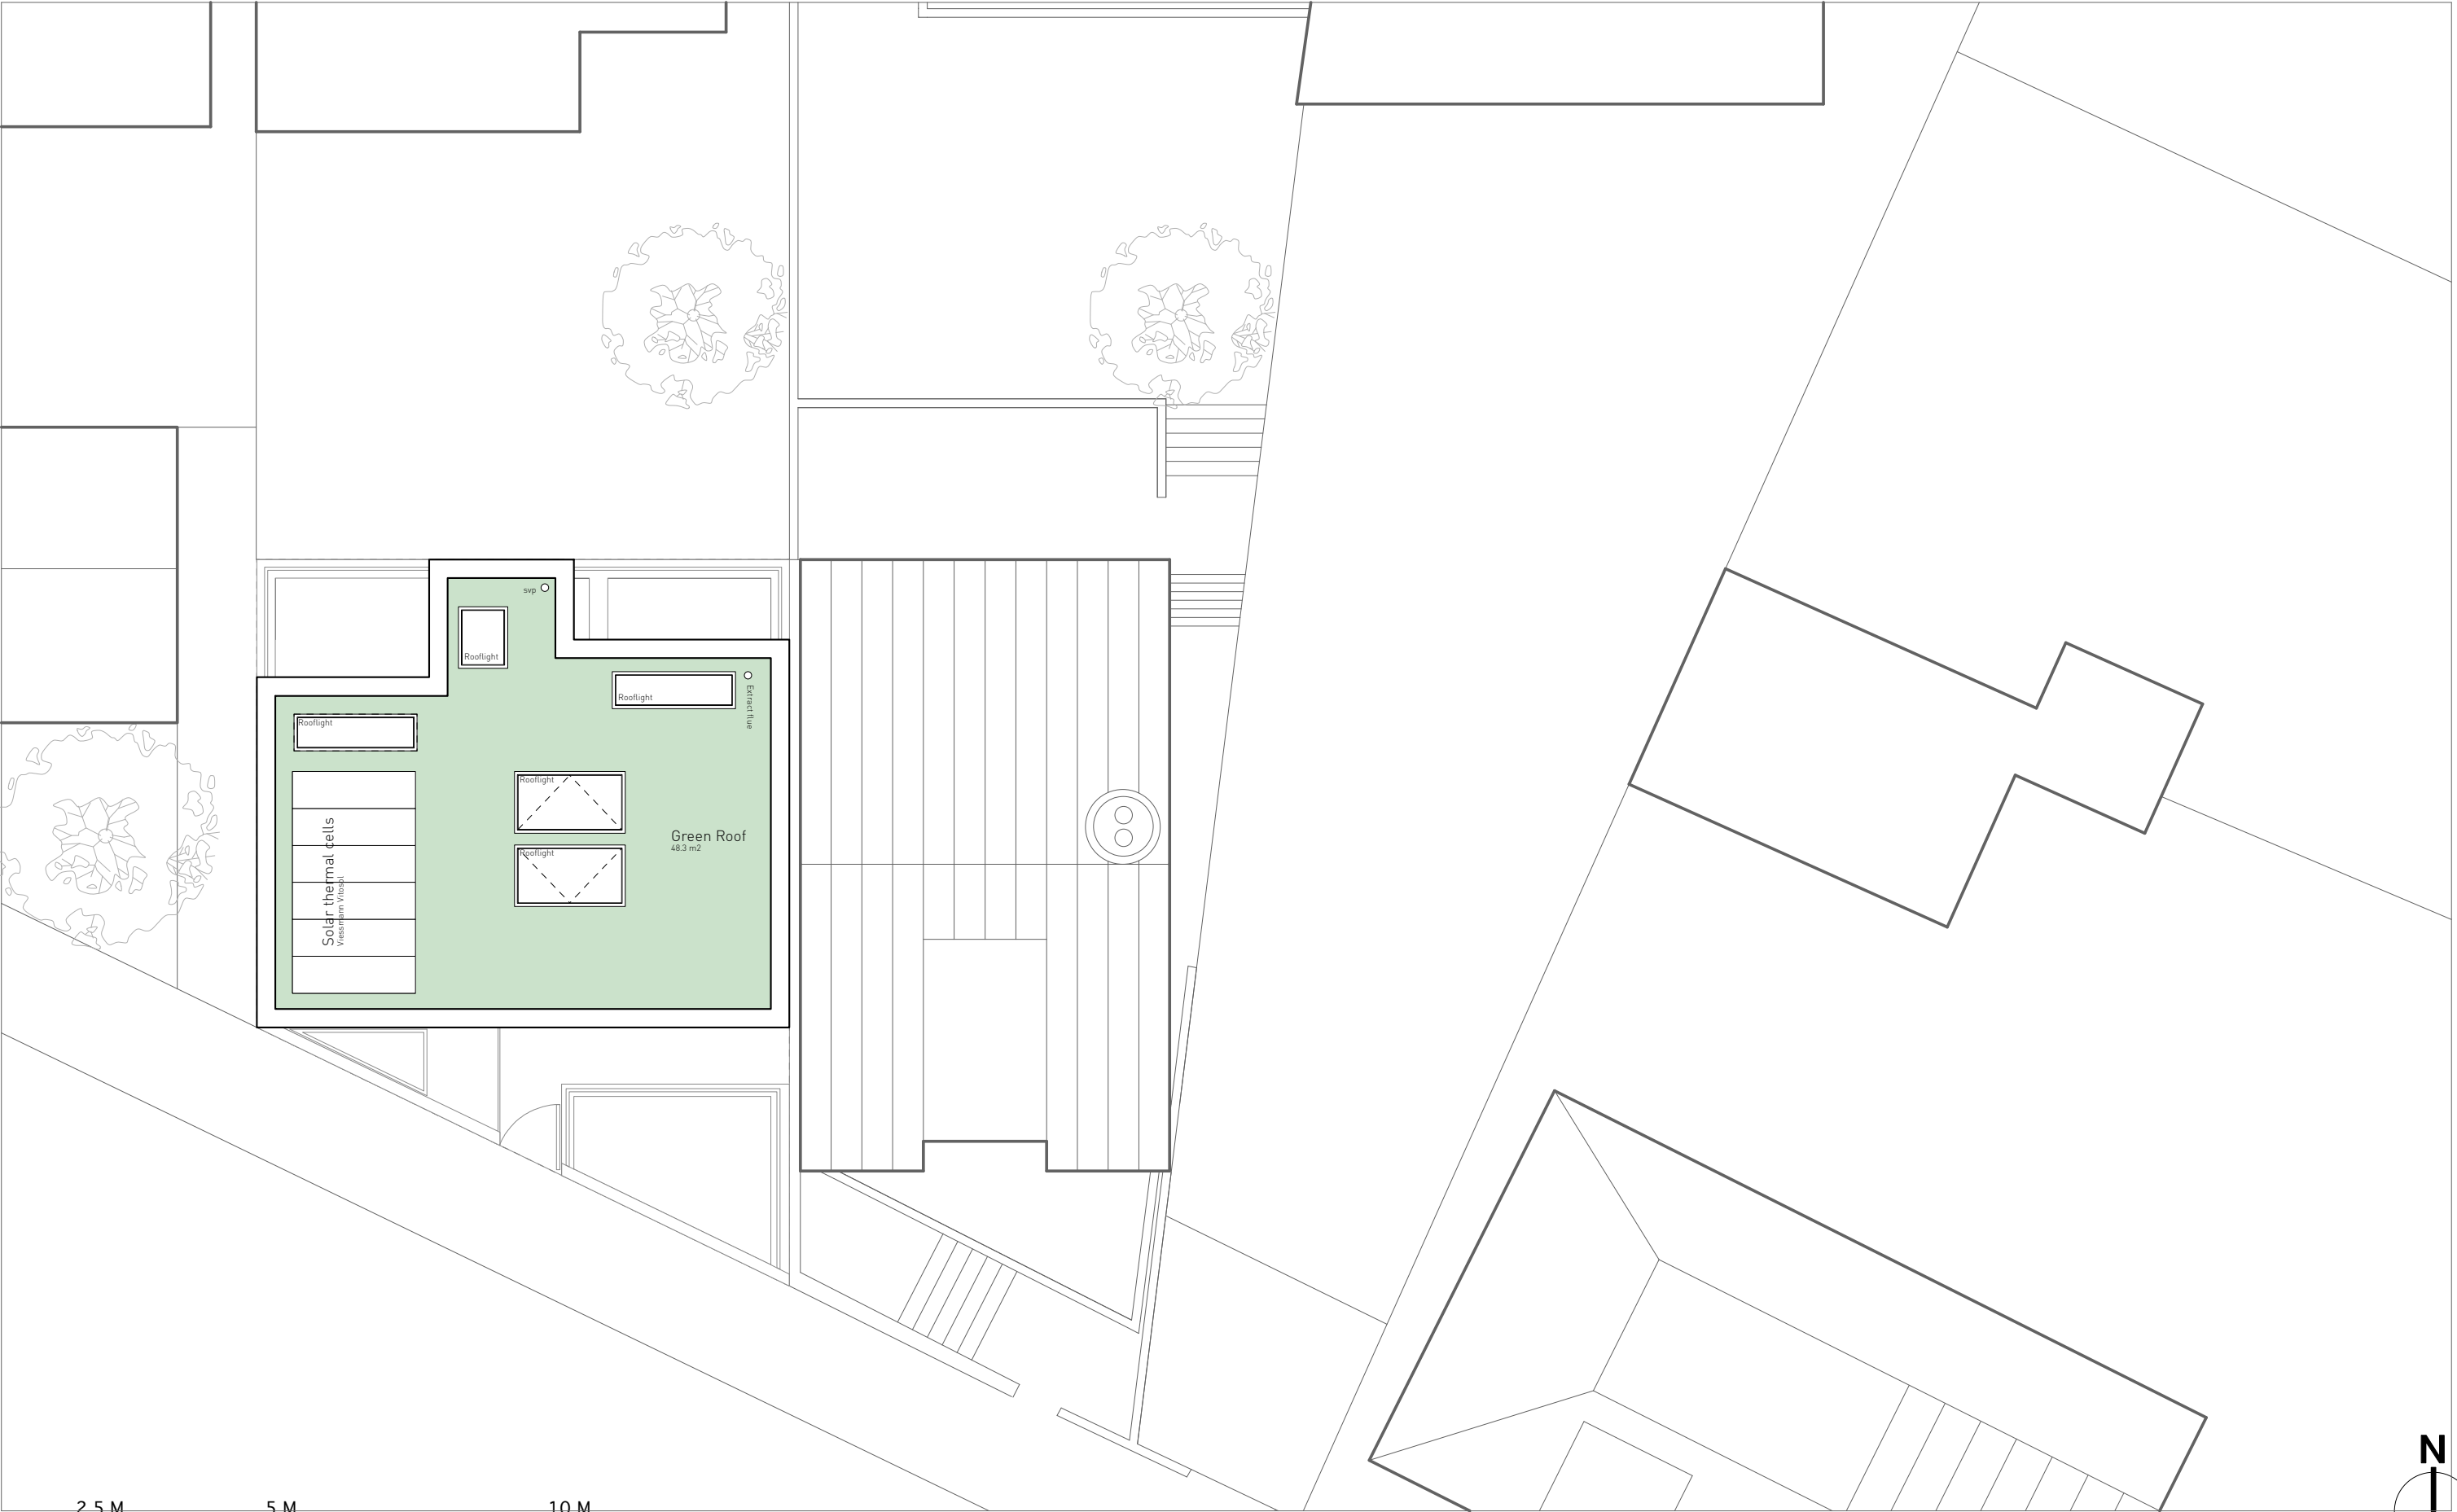 svp
Rooflight
Rooflight
Extract flue
Rooflight
Rooflight
Green Roof
48.3 m2
Rooflight
Solar thermal cells
Viessmann Vitosol
N
2.5 M
5 M
10 M